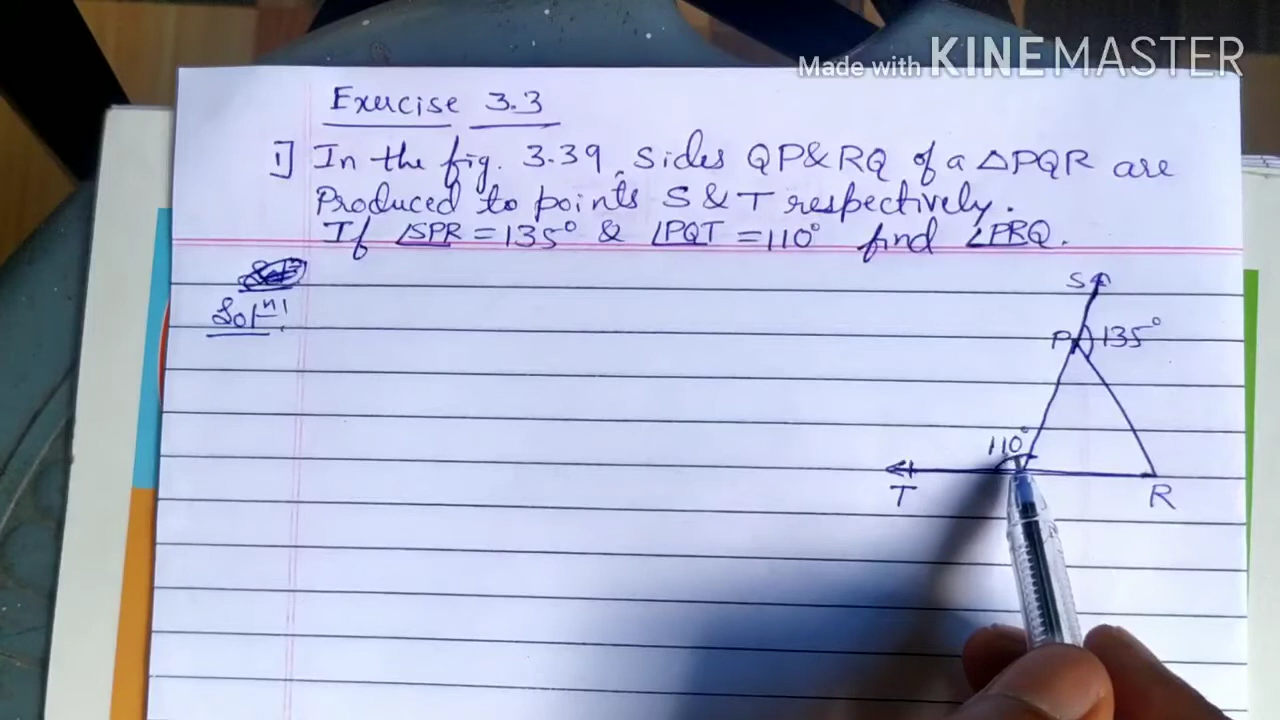 Made with KINEMASTER
Exercise 3.3
1] In the fig. 3.39, sides QP & RQ of a △PQR are
Produced to points S & T respectively.
If ∠SPR = 135° & ∠PQT = 110° find ∠PRQ.
Solⁿ!
S
P 135°
110°
T R